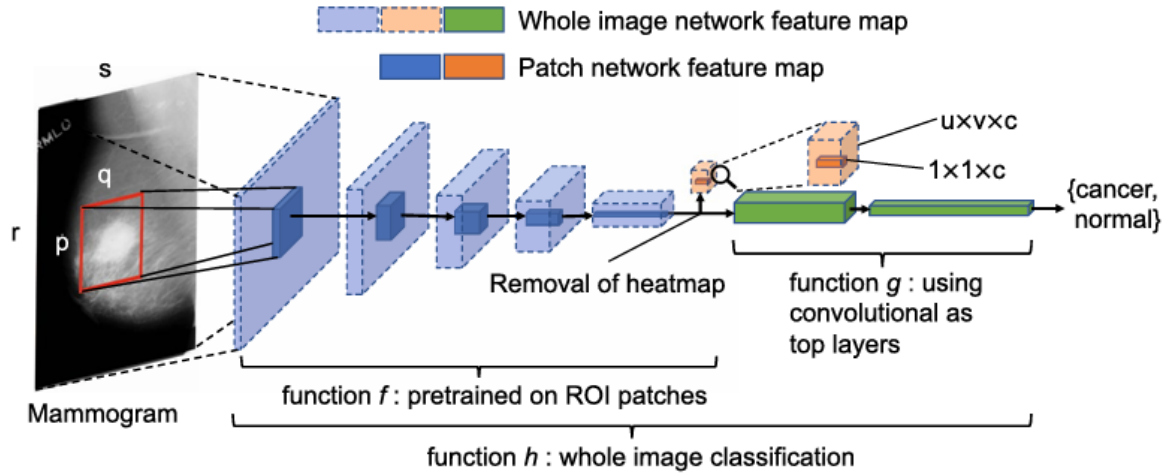 Whole image network feature map
Patch network feature map
s
RMLO
q
r
p
u×v×c
1×1×c
{cancer,
normal}
Removal of heatmap
function g : using
convolutional as
top layers
function f : pretrained on ROI patches
Mammogram
function h : whole image classification